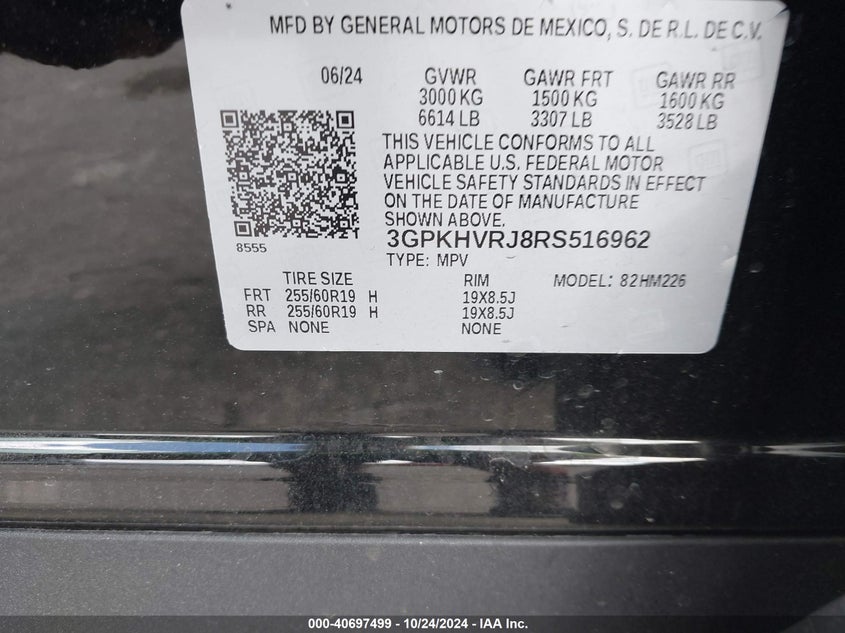 MFD BY GENERAL MOTORS DE MEXICO, S. DE R.L. DE C.V.
06/24 GVWR GAWR FRT GAWR RR
3000 KG 1500 KG 1600 KG
6614 LB 3307 LB 3528 LB
THIS VEHICLE CONFORMS TO ALL
APPLICABLE U.S. FEDERAL MOTOR
VEHICLE SAFETY STANDARDS IN EFFECT
ON THE DATE OF MANUFACTURE
SHOWN ABOVE.
8555
3GPKHVRJ8RS516962
TYPE: MPV
TIRE SIZE RIM MODEL: 82HM226
FRT 255/60R19 H 19X8.5J
RR 255/60R19 H 19X8.5J
SPA NONE NONE
000-40697499 - 10/24/2024 - IAA Inc.